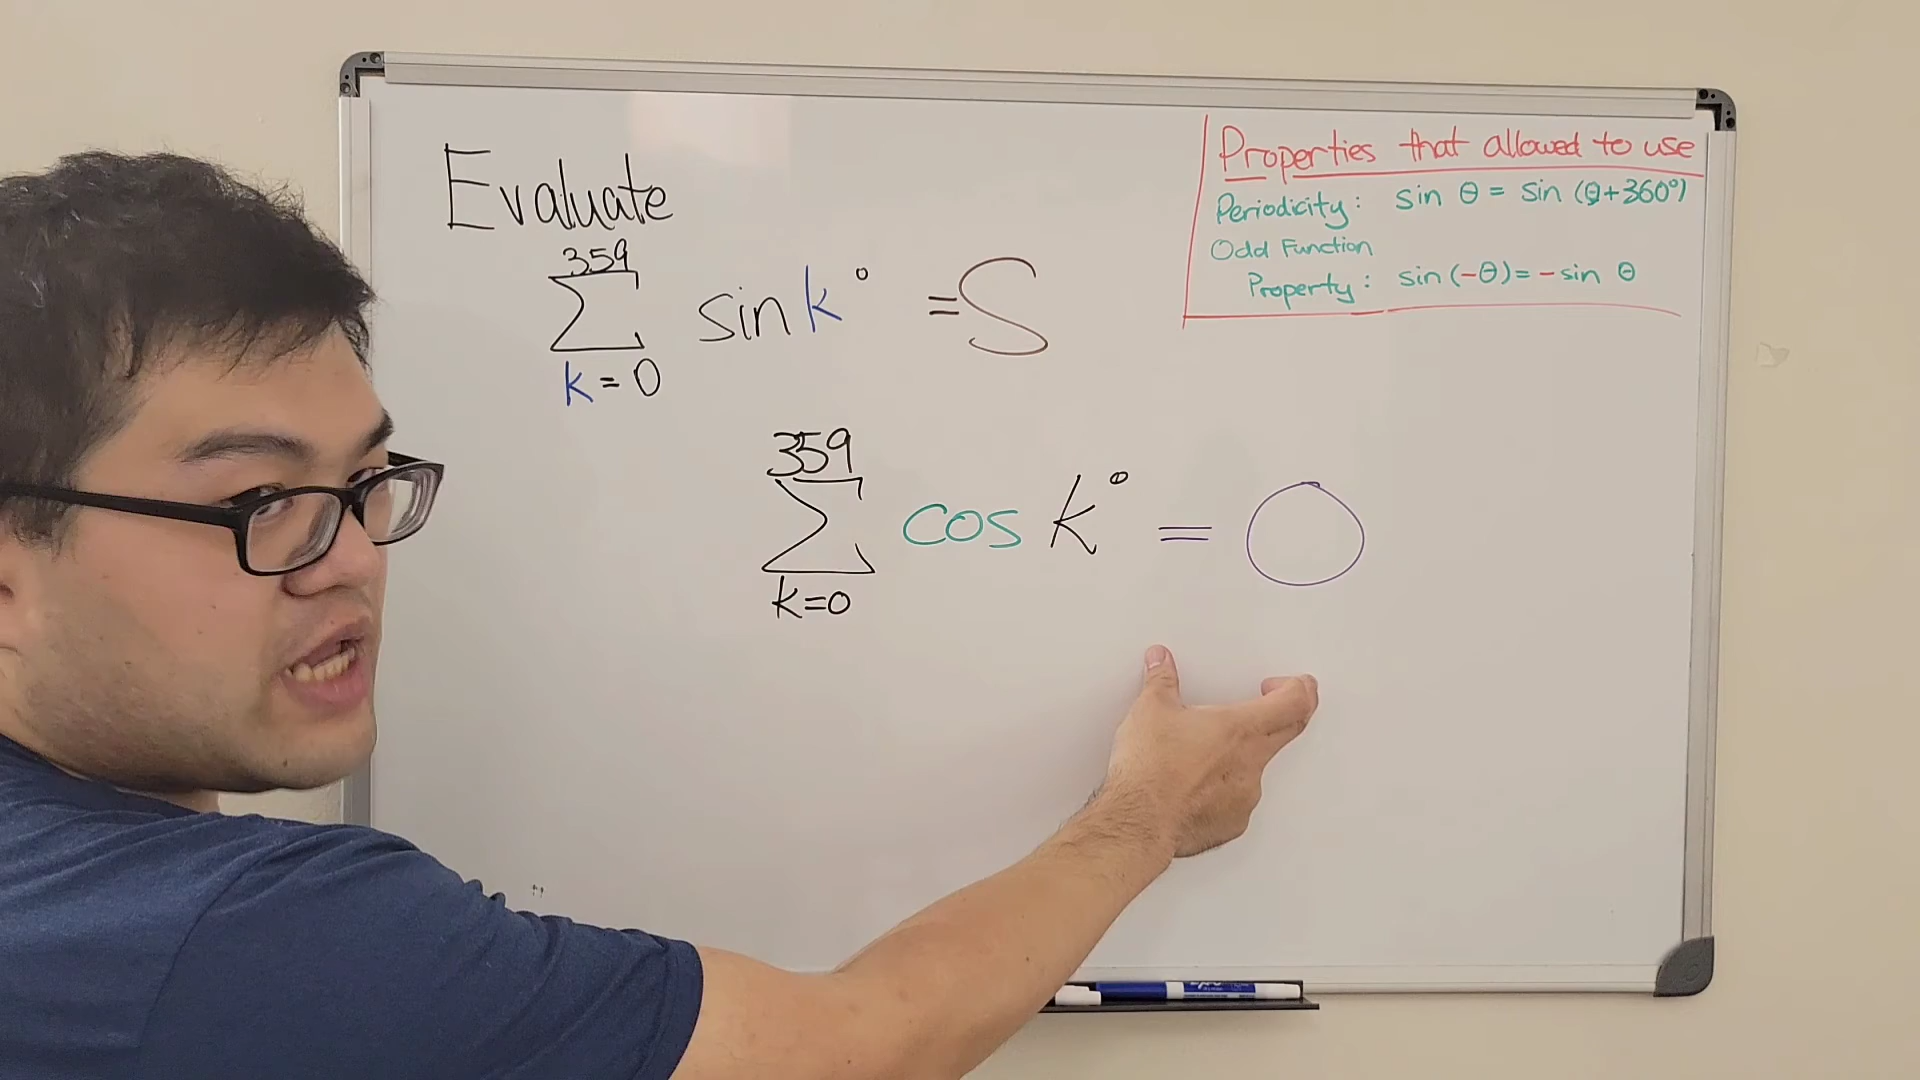 Evaluate
359
∑ sin k° = S
k = 0
359
∑ cos k° = 0
k=0
Properties that allowed to use
Periodicity: sin θ = sin (θ+360°)
Odd Function
Property: sin (-θ) = - sin θ